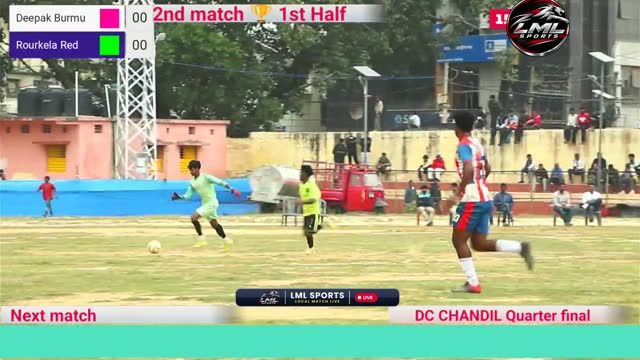 Deepak Burmu 00
Rourkela Red 00
2nd match 🏆 1st Half
LML
SPORTS
LML SPORTS
LOCAL MATCH LIVE
LIVE
Next match
DC CHANDIL Quarter final